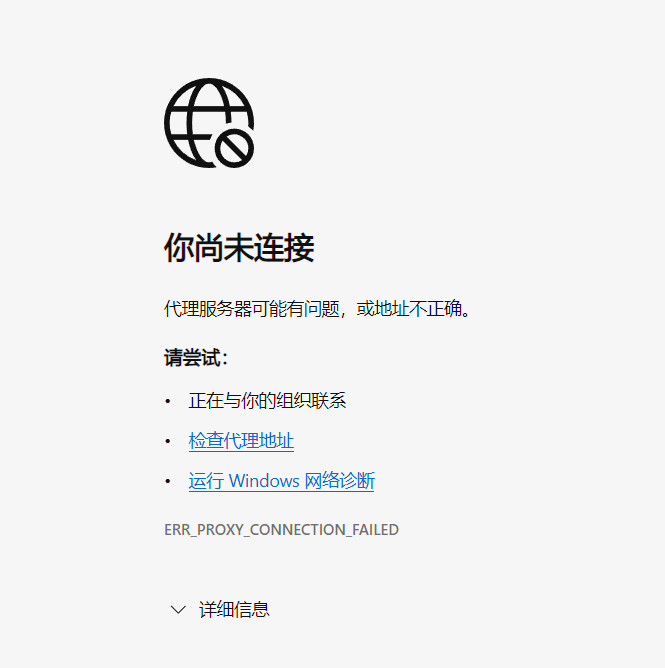 你尚未连接
代理服务器可能有问题，或地址不正确。
请尝试：
• 正在与你的组织联系
• 检查代理地址
• 运行 Windows 网络诊断
ERR_PROXY_CONNECTION_FAILED
详细信息